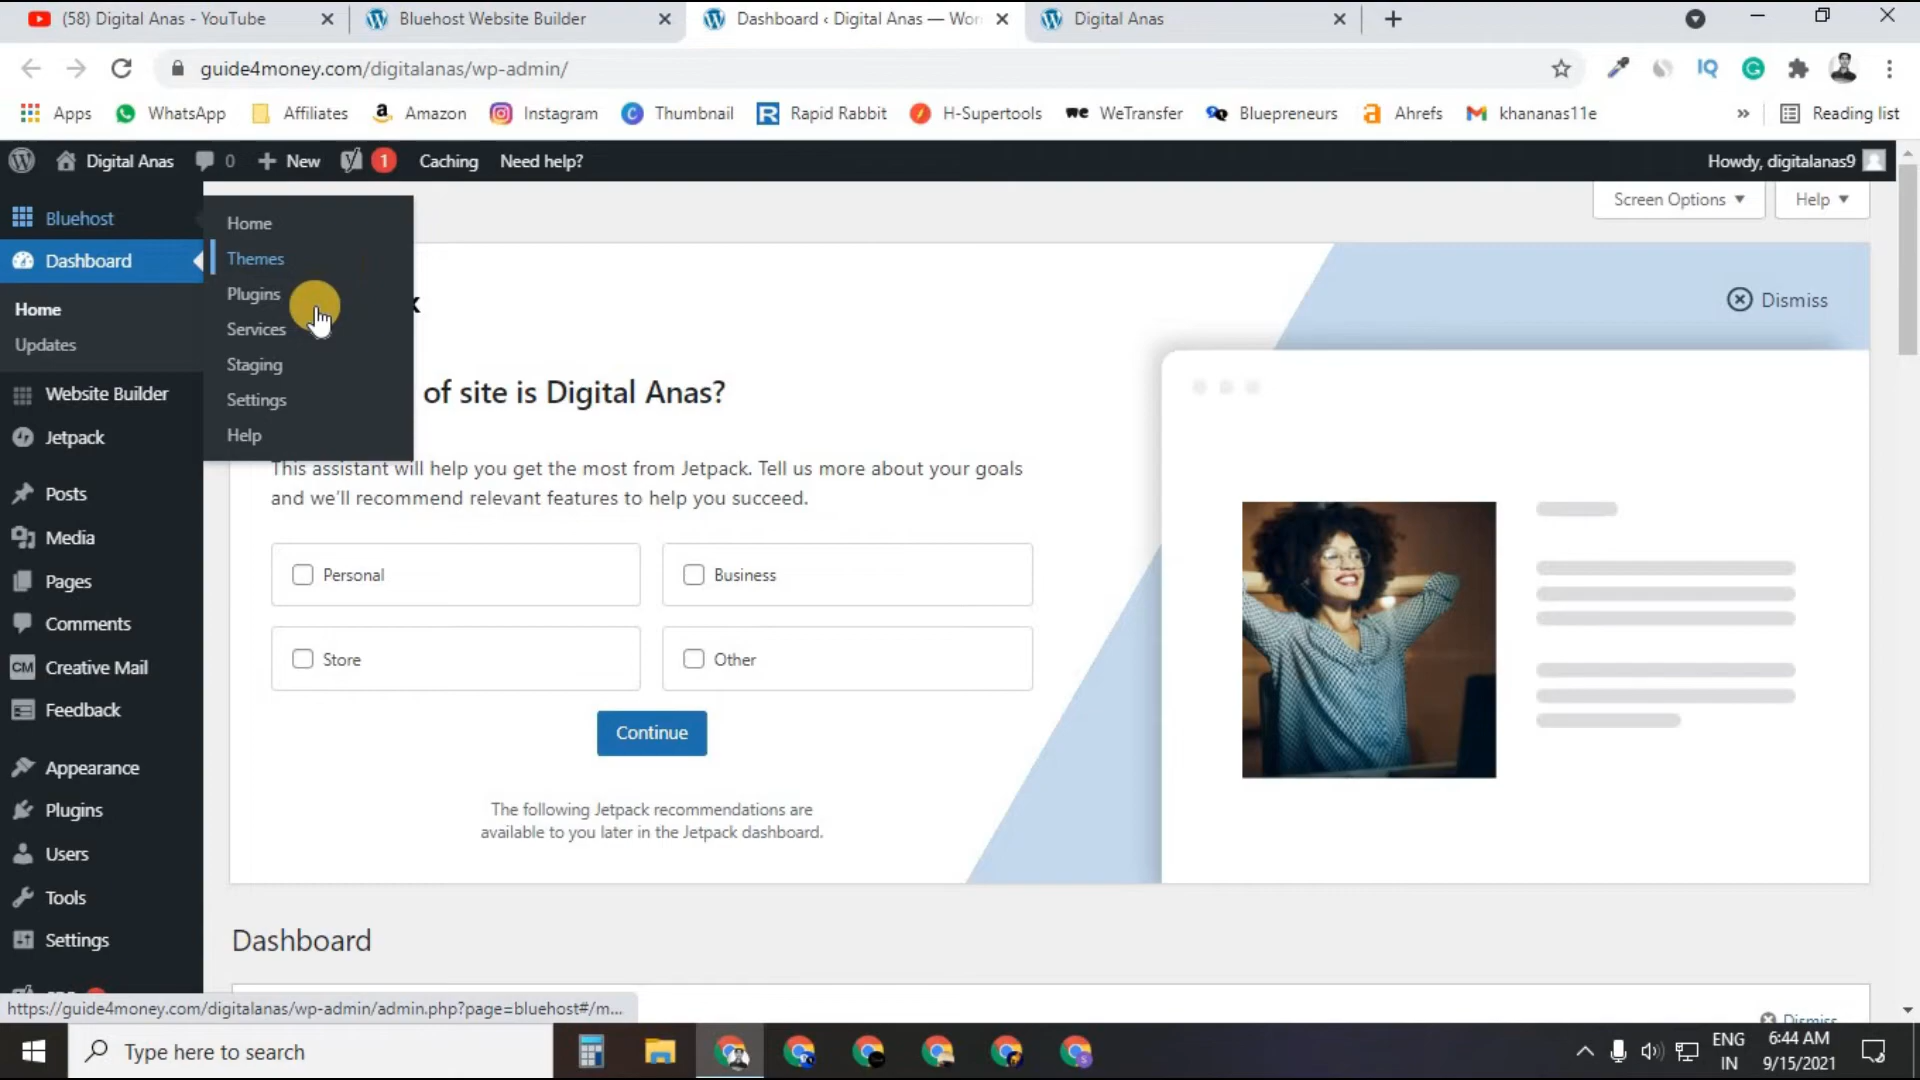 (58) Digital Anas - YouTube
Bluehost Website Builder
Dashboard ‹ Digital Anas — Wor
Digital Anas
guide4money.com/digitalanas/wp-admin/
Apps
WhatsApp
Affiliates
Amazon
Instagram
Thumbnail
Rapid Rabbit
H-Supertools
WeTransfer
Bluepreneurs
Ahrefs
khananas11e
»
Reading list
Digital Anas
0
New
1
Caching
Need help?
Howdy, digitalanas9
Screen Options
Help
Bluehost
Dashboard
Home
Updates
Website Builder
Jetpack
Posts
Media
Pages
Comments
Creative Mail
Feedback
Appearance
Plugins
Users
Tools
Settings
Home
Themes
Plugins
Services
Staging
Settings
Help
Dismiss
of site is Digital Anas?
This assistant will help you get the most from Jetpack. Tell us more about your goals
and we'll recommend relevant features to help you succeed.
Personal
Business
Store
Other
Continue
The following Jetpack recommendations are
available to you later in the Jetpack dashboard.
Dashboard
Dismiss
https://guide4money.com/digitalanas/wp-admin/admin.php?page=bluehost#/m...
Type here to search
ENG
IN
6:44 AM
9/15/2021